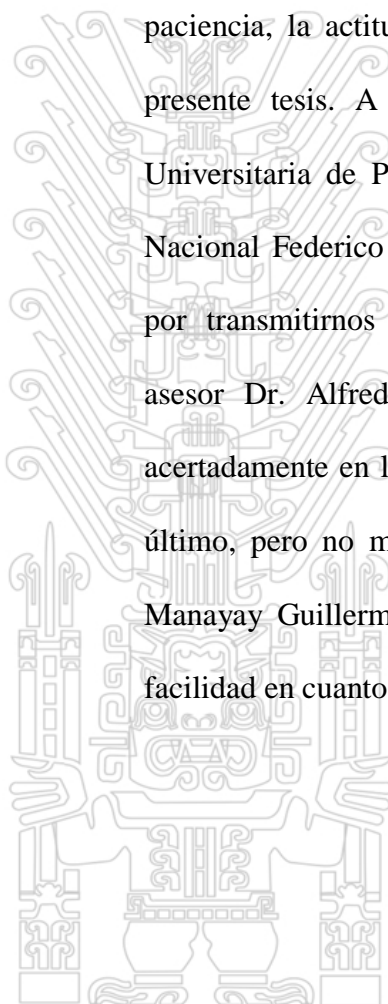 paciencia, la actitu
presente tesis. A
Universitaria de P
Nacional Federico
por transmitirnos
asesor Dr. Alfred
acertadamente en l
último, pero no m
Manayay Guillerm
facilidad en cuanto